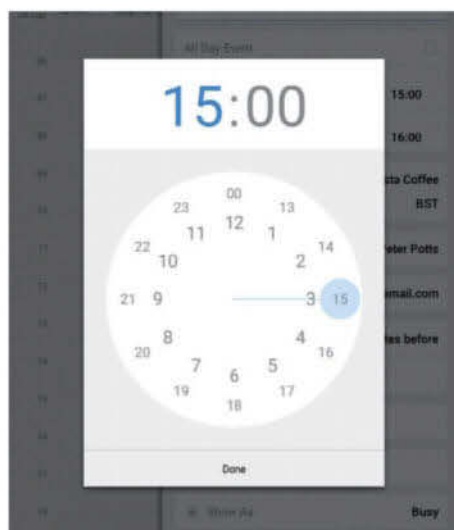 All Day Event
15:00
15:00
16:00
sta Coffee
BST
eter Potts
email.com
tes before
00
23 13
12
11 1
22 14
10 2
21 9 3 15
8 4
20 16
7 5
6
19 17
18
Done
Show As Busy